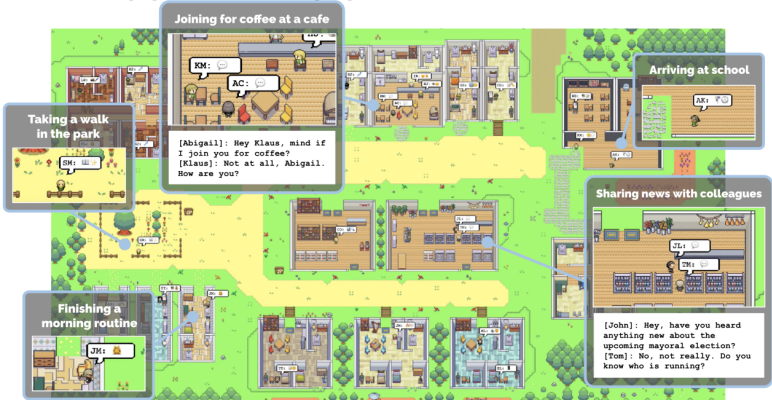 Joining for coffee at a cafe
KM:
AC:
[Abigail]: Hey Klaus, mind if
I join you for coffee?
[Klaus]: Not at all, Abigail.
How are you?
Taking a walk
in the park
SM:
Arriving at school
AK:
Sharing news with colleagues
JL:
TM:
[John]: Hey, have you heard
anything new about the
upcoming mayoral election?
[Tom]: No, not really. Do you
know who is running?
Finishing a
morning routine
JM: